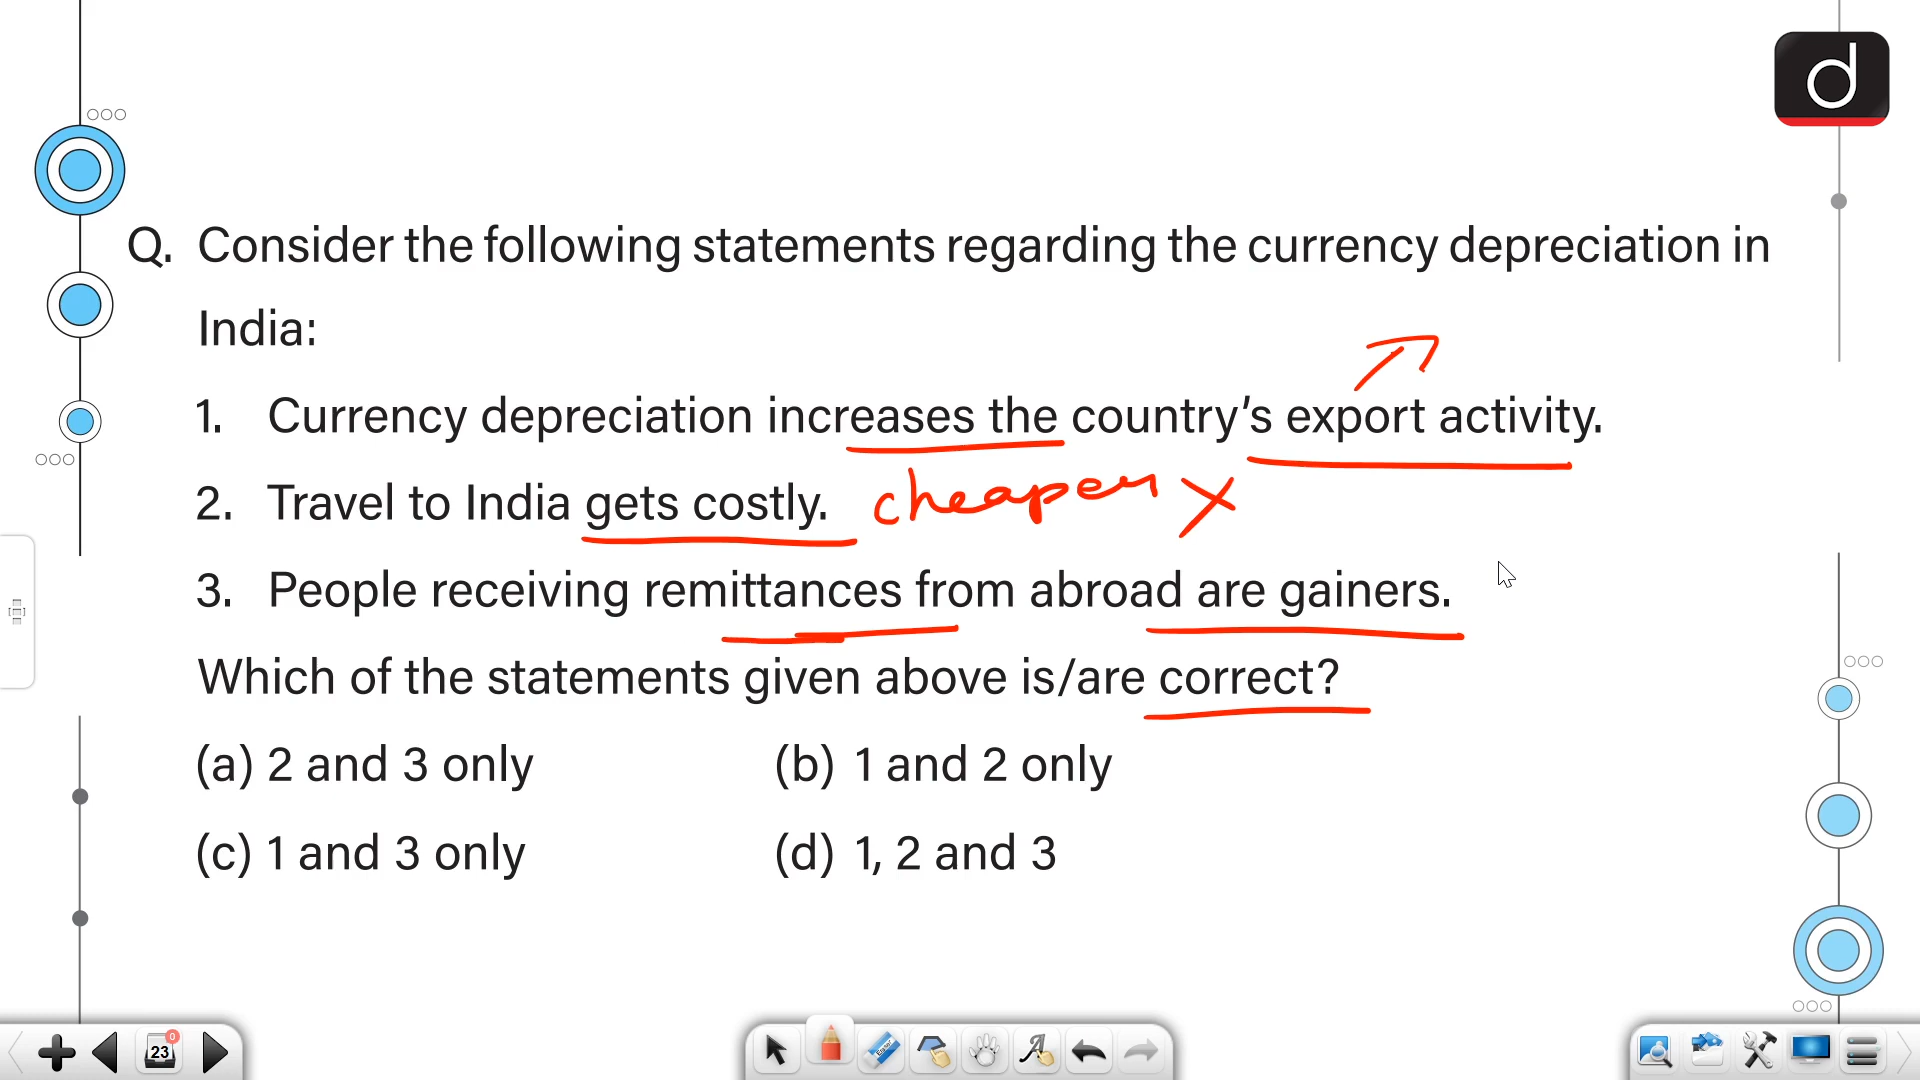 d
Q. Consider the following statements regarding the currency depreciation in
India:
1. Currency depreciation increases the country’s export activity.
2. Travel to India gets costly. cheaper X
3. People receiving remittances from abroad are gainers.
Which of the statements given above is/are correct?
(a) 2 and 3 only (b) 1 and 2 only
(c) 1 and 3 only (d) 1, 2 and 3
23 0